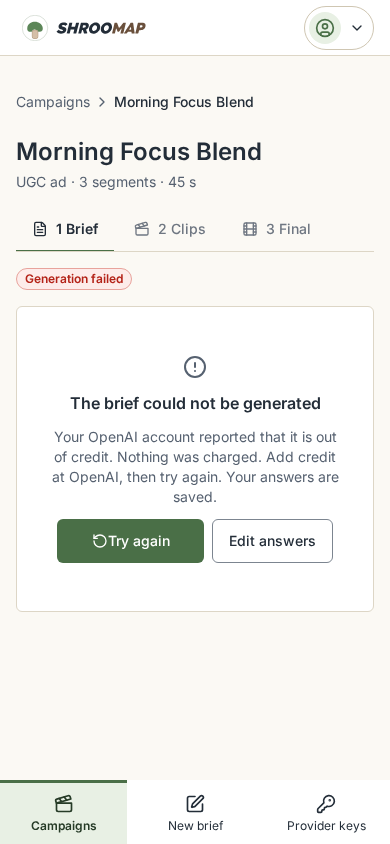 SHROOMAP
Campaigns > Morning Focus Blend
Morning Focus Blend
UGC ad · 3 segments · 45 s
1 Brief
2 Clips
3 Final
Generation failed
The brief could not be generated
Your OpenAI account reported that it is out
of credit. Nothing was charged. Add credit
at OpenAI, then try again. Your answers are
saved.
Try again
Edit answers
Campaigns
New brief
Provider keys